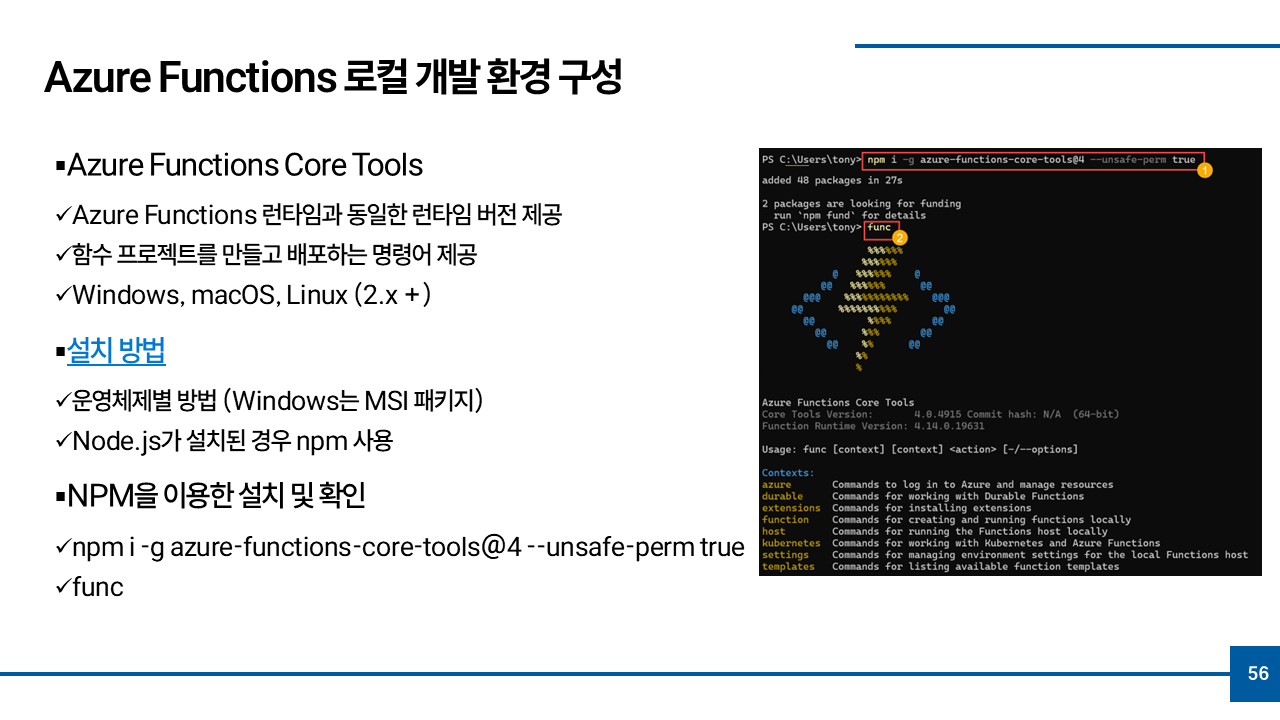 Azure Functions 로컬 개발 환경 구성
▪Azure Functions Core Tools
✓Azure Functions 런타임과 동일한 런타임 버전 제공
✓함수 프로젝트를 만들고 배포하는 명령어 제공
✓Windows, macOS, Linux (2.x +)
▪설치 방법
✓운영체제별 방법 (Windows는 MSI 패키지)
✓Node.js가 설치된 경우 npm 사용
▪NPM을 이용한 설치 및 확인
✓npm i -g azure-functions-core-tools@4 --unsafe-perm true
✓func
PS C:\Users\tony> npm i -g azure-functions-core-tools@4 --unsafe-perm true
1
added 48 packages in 27s
2 packages are looking for funding
run `npm fund` for details
PS C:\Users\tony> func
2
%%%%%%
%%%%%%
@ %%%%%% @
@@ %%%%%% @@
@@@ %%%%%%%%%%% @@@
@@ %%%%%%%%%% @@
@@ %%%% @@
@@ %%% @@
@@ %% @@
%%
%
Azure Functions Core Tools
Core Tools Version: 4.0.4915 Commit hash: N/A (64-bit)
Function Runtime Version: 4.14.0.19631
Usage: func [context] [context] <action> [-/--options]
Contexts:
azure Commands to log in to Azure and manage resources
durable Commands for working with Durable Functions
extensions Commands for installing extensions
function Commands for creating and running functions locally
host Commands for running the Functions host locally
kubernetes Commands for working with Kubernetes and Azure Functions
settings Commands for managing environment settings for the local Functions host
templates Commands for listing available function templates
56